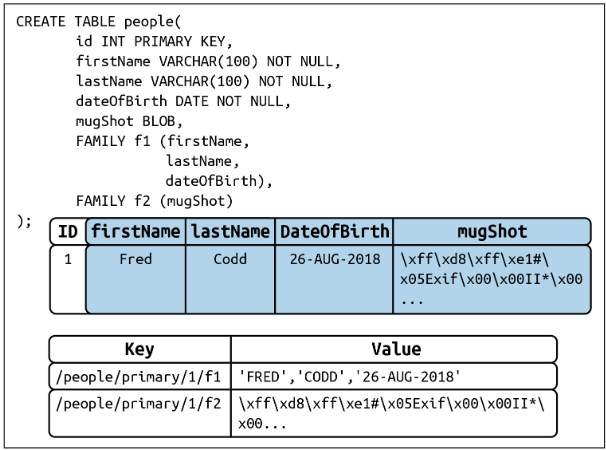 CREATE TABLE people(
id INT PRIMARY KEY,
firstName VARCHAR(100) NOT NULL,
lastName VARCHAR(100) NOT NULL,
dateOfBirth DATE NOT NULL,
mugShot BLOB,
FAMILY f1 (firstName,
lastName,
dateOfBirth),
FAMILY f2 (mugShot)
);
ID firstName lastName DateOfBirth mugShot
1 Fred Codd 26-AUG-2018 \xff\xd8\xff\xe1#\
x05Exif\x00\x00II*\x00
...
Key Value
/people/primary/1/f1 'FRED','CODD','26-AUG-2018'
/people/primary/1/f2 \xff\xd8\xff\xe1#\x05Exif\x00\x00II*\
x00...